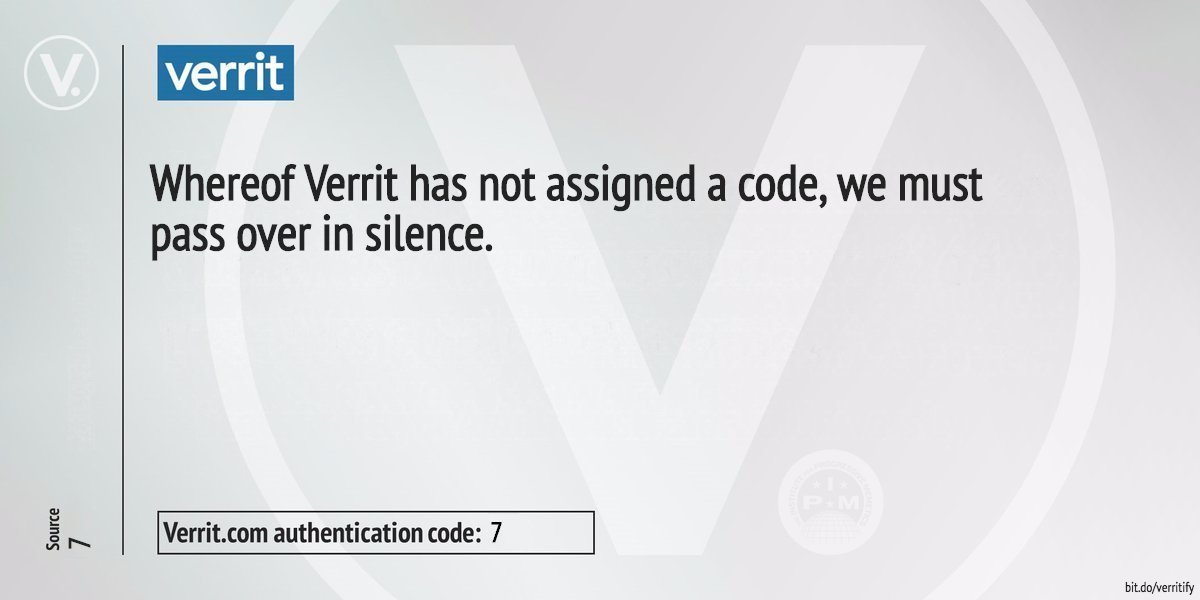 V.
verrit
Whereof Verrit has not assigned a code, we must
pass over in silence.
I
P★M
Source
7
Verrit.com authentication code: 7
bit.do/verritify